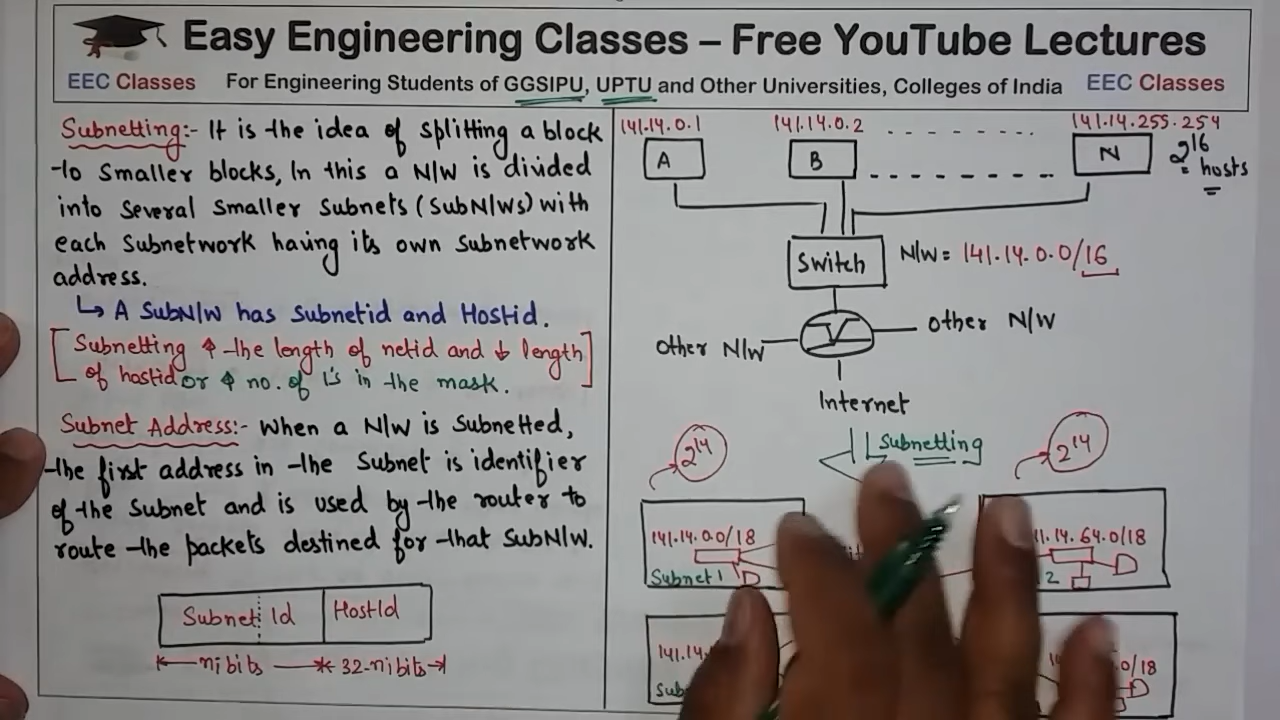 Easy Engineering Classes – Free YouTube Lectures
EEC Classes For Engineering Students of GGSIPU, UPTU and Other Universities, Colleges of India EEC Classes
Subnetting:- It is the idea of splitting a block
to smaller blocks, In this a N/W is divided
into several smaller subnets (SubN/Ws) with
each subnetwork having its own subnetwork
address.
↳ A SubN/W has Subnetid and Hostid.
[Subnetting ↑ the length of netid and ↓ length
of hostid or ↑ no. of 1's in the mask.]
Subnet Address:- When a N/W is Subnetted,
the first address in the Subnet is identifier
of the Subnet and is used by the router to
route the packets destined for that SubN/W.
Subnet Id HostId
ni bits 32-ni bits
141.14.0.1 141.14.0.2 141.14.255.254
A B N 2^16 hosts
Switch N/W = 141.14.0.0/16
other N/W other N/W
Internet
2^14 Subnetting 2^14
141.14.0.0/18 .14.64.0/18
Subnet 1 2
141.14. .0/18
Sub